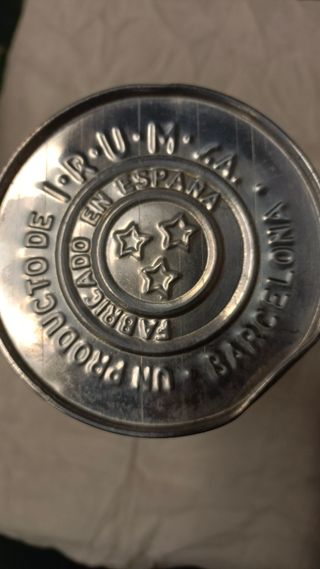 UN PRODUCTO DE I·R·U·M·.A. · BARCELONA ·
FABRICADO EN ESPAÑA